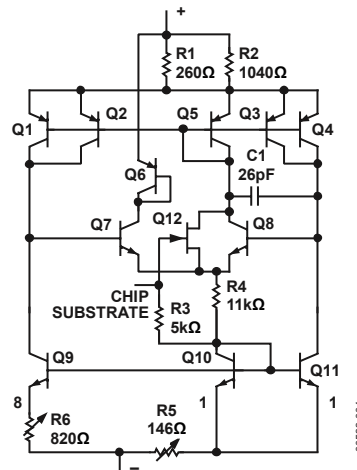 +
R1
260Ω
R2
1040Ω
Q1
Q2
Q5
Q3
Q4
C1
26pF
Q6
Q7
Q12
Q8
CHIP
SUBSTRATE
R4
11kΩ
R3
5kΩ
Q9
Q10
Q11
8
1
1
R6
820Ω
R5
146Ω
–